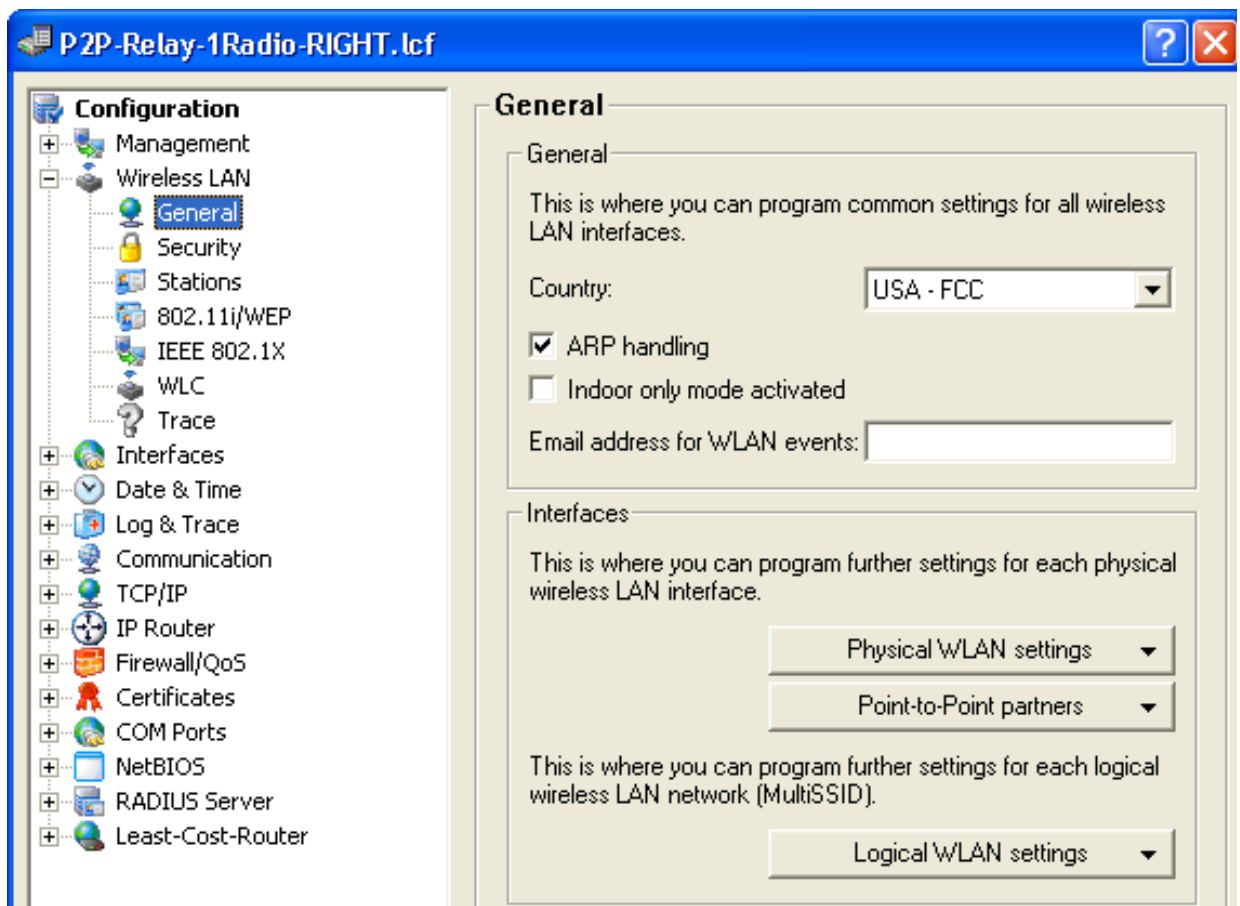 P2P-Relay-1Radio-RIGHT.lcf
Configuration
Management
Wireless LAN
General
Security
Stations
802.11i/WEP
IEEE 802.1X
WLC
Trace
Interfaces
Date & Time
Log & Trace
Communication
TCP/IP
IP Router
Firewall/QoS
Certificates
COM Ports
NetBIOS
RADIUS Server
Least-Cost-Router
General
General
This is where you can program common settings for all wireless
LAN interfaces.
Country:
USA - FCC
ARP handling
Indoor only mode activated
Email address for WLAN events:
Interfaces
This is where you can program further settings for each physical
wireless LAN interface.
Physical WLAN settings
Point-to-Point partners
This is where you can program further settings for each logical
wireless LAN network (MultiSSID).
Logical WLAN settings